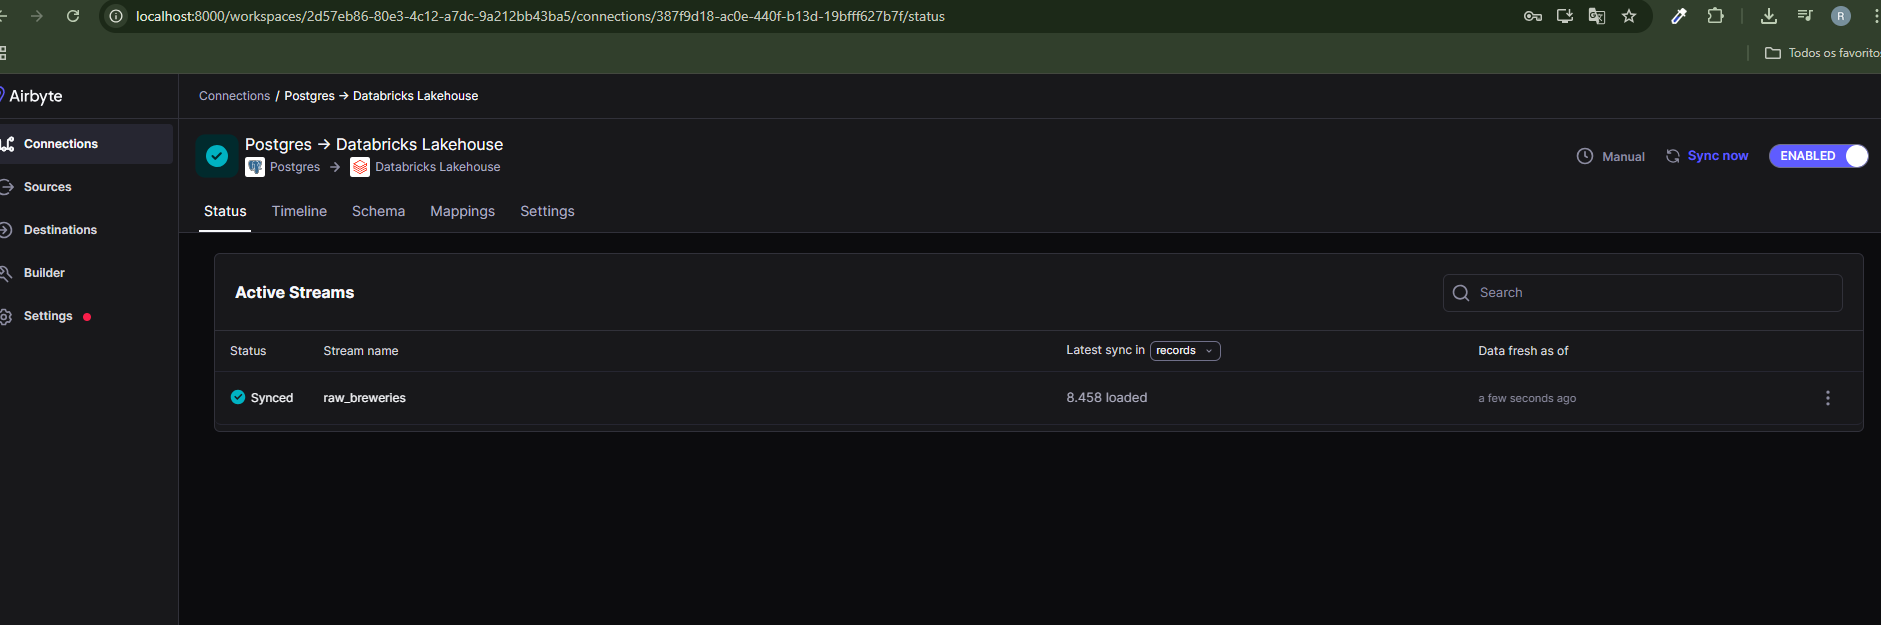 localhost:8000/workspaces/2d57eb86-80e3-4c12-a7dc-9a212bb43ba5/connections/387f9d18-ac0e-440f-b13d-19bfff627b7f/status
R
Todos os favorito
Airbyte
Connections / Postgres → Databricks Lakehouse
Connections
Sources
Destinations
Builder
Settings
Postgres → Databricks Lakehouse
Postgres → Databricks Lakehouse
Manual
Sync now
ENABLED
Status Timeline Schema Mappings Settings
Active Streams
Search
Status Stream name Latest sync in records Data fresh as of
Synced raw_breweries 8.458 loaded a few seconds ago